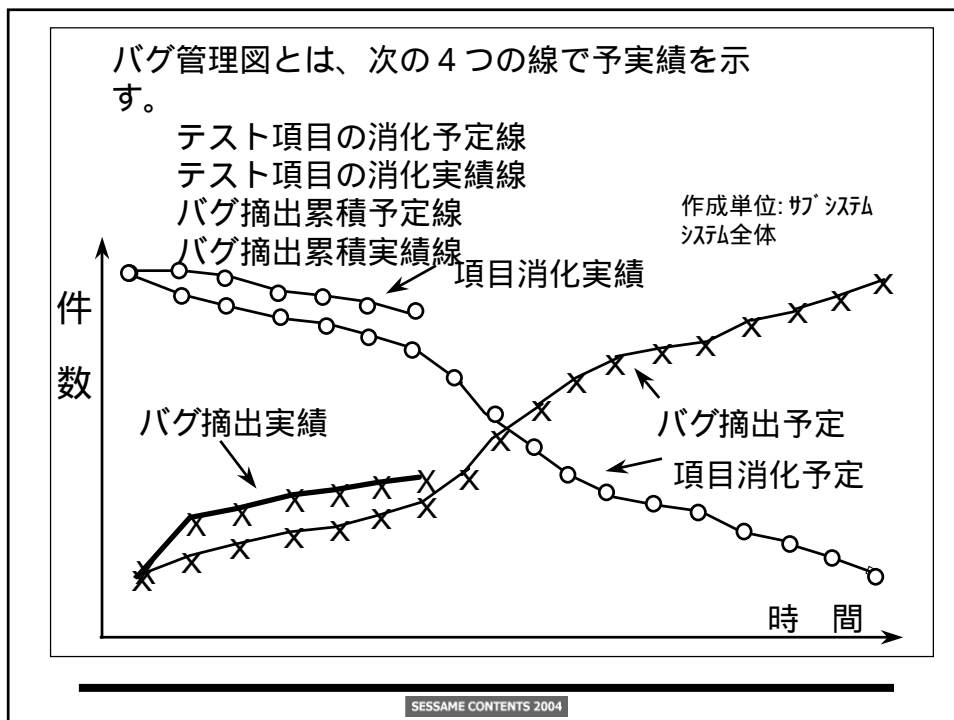 バグ管理図とは、次の４つの線で予実績を示
す。
テスト項目の消化予定線
テスト項目の消化実績線
バグ摘出累積予定線
バグ摘出累積実績線
作成単位: ｻﾌﾞｼｽﾃﾑ
ｼｽﾃﾑ全体
項目消化実績
件
数
バグ摘出実績
バグ摘出予定
項目消化予定
時　間
SESSAME CONTENTS 2004